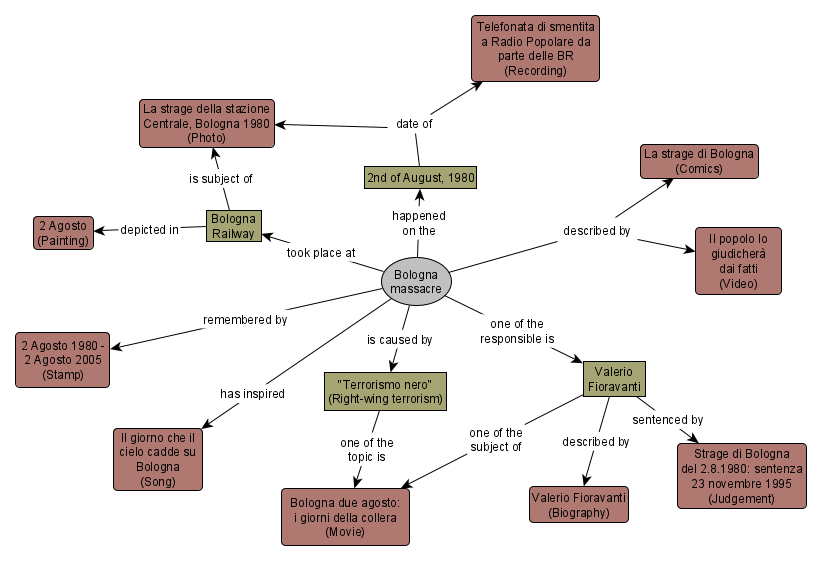 Telefonata di smentita
a Radio Popolare da
parte delle BR
(Recording)
La strage della stazione
Centrale, Bologna 1980
(Photo)
date of
La strage di Bologna
(Comics)
is subject of
2nd of August, 1980
2 Agosto
(Painting)
depicted in
Bologna
Railway
happened
on the
described by
Il popolo lo
giudicherà
dai fatti
(Video)
took place at
Bologna
massacre
remembered by
one of the
responsible is
2 Agosto 1980 -
2 Agosto 2005
(Stamp)
is caused by
has inspired
"Terrorismo nero"
(Right-wing terrorism)
Valerio
Fioravanti
Il giorno che il
cielo cadde su
Bologna
(Song)
one of the
topic is
one of the
subject of
described by
sentenced by
Strage di Bologna
del 2.8.1980: sentenza
23 novembre 1995
(Judgement)
Bologna due agosto:
i giorni della collera
(Movie)
Valerio Fioravanti
(Biography)